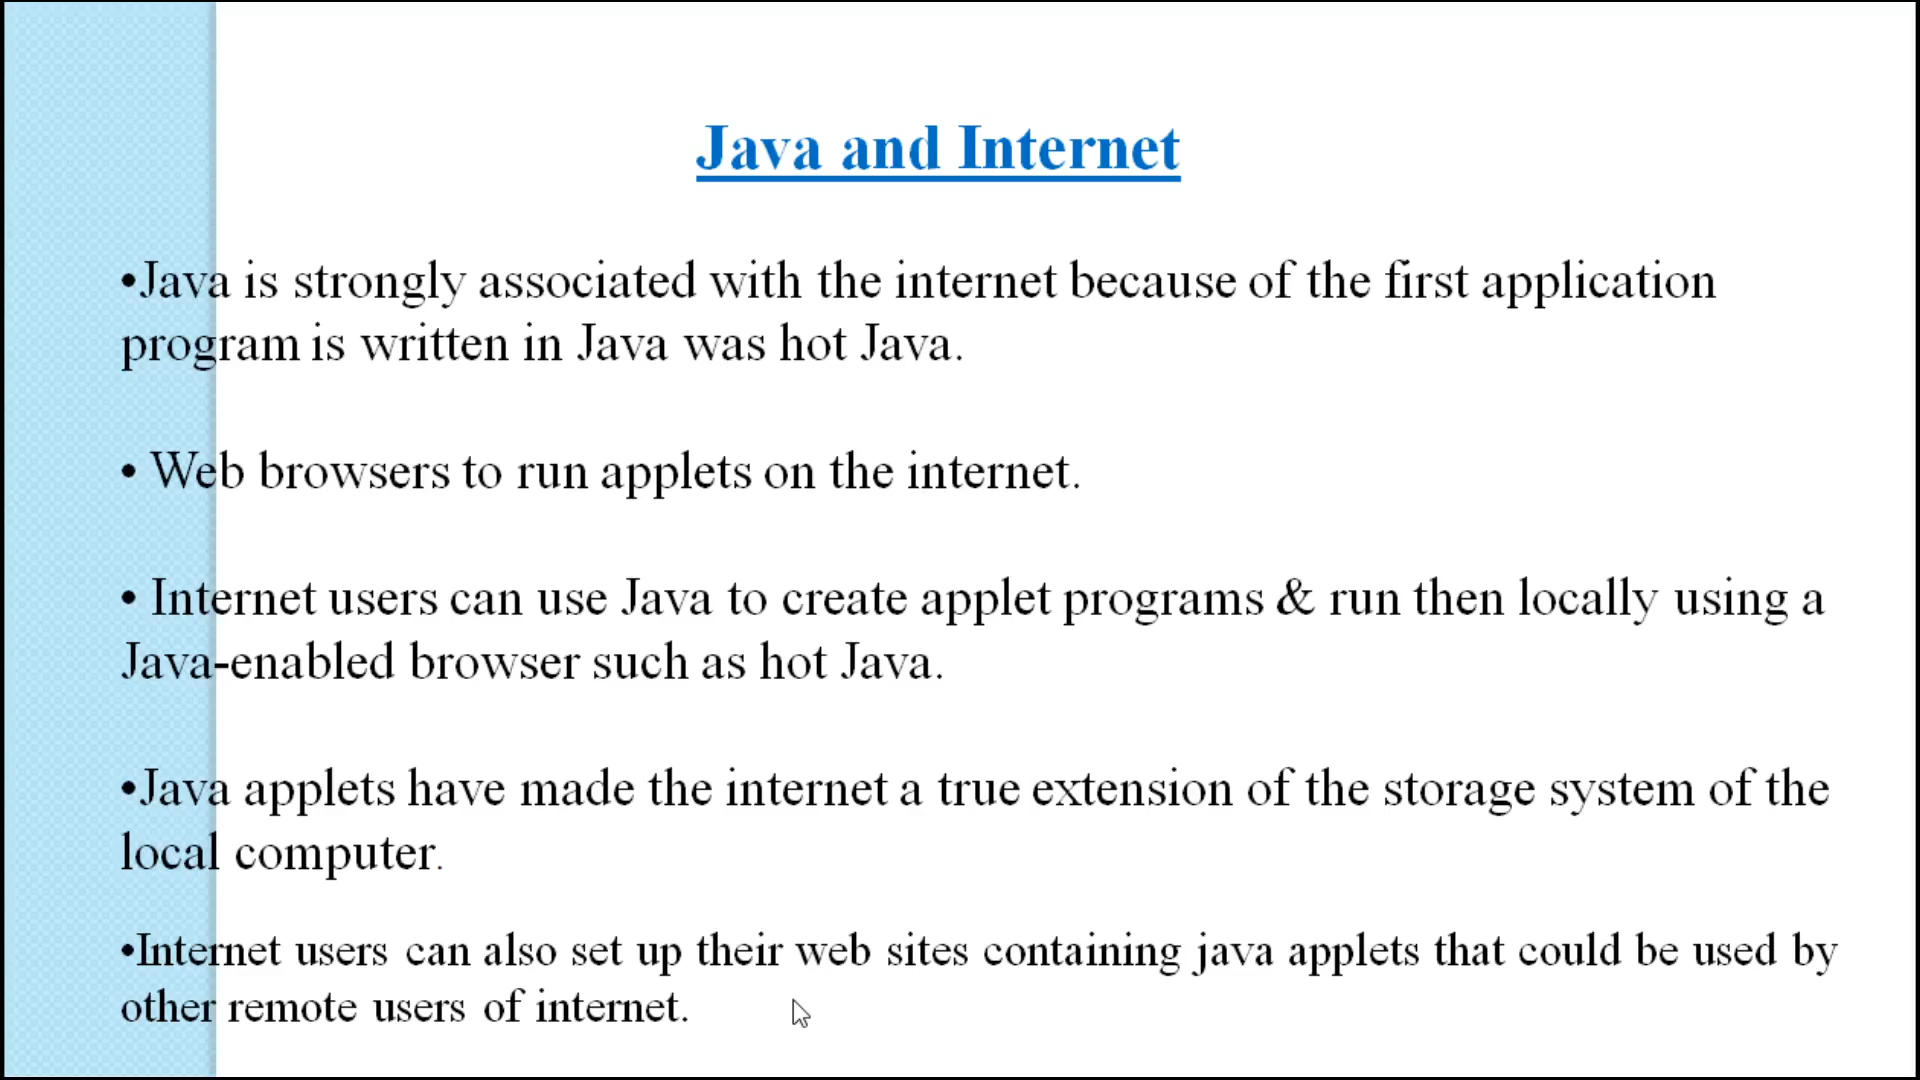 Java and Internet
•Java is strongly associated with the internet because of the first application
program is written in Java was hot Java.
• Web browsers to run applets on the internet.
• Internet users can use Java to create applet programs & run then locally using a
Java-enabled browser such as hot Java.
•Java applets have made the internet a true extension of the storage system of the
local computer.
•Internet users can also set up their web sites containing java applets that could be used by
other remote users of internet.